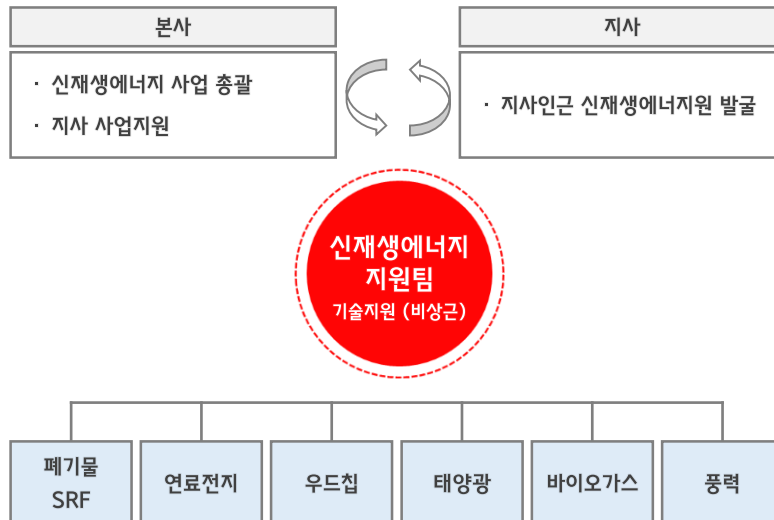 본사
지사
· 신재생에너지 사업 총괄
· 지사 사업지원
· 지사인근 신재생에너지원 발굴
신재생에너지
지원팀
기술지원 (비상근)
폐기물
SRF
연료전지
우드칩
태양광
바이오가스
풍력